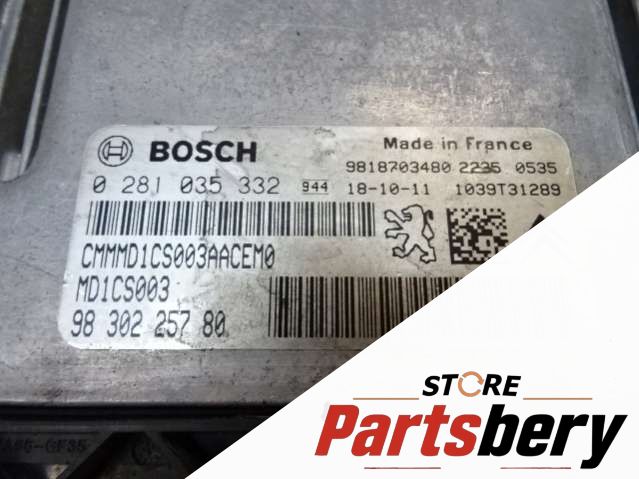 BOSCH
Made in France
9818703480 2235 0535
0 281 035 332 944 18-10-11 1039T31289
CMMMD1CS003AACEM0
MD1CS003
98 302 257 80
STORE
Partsbery